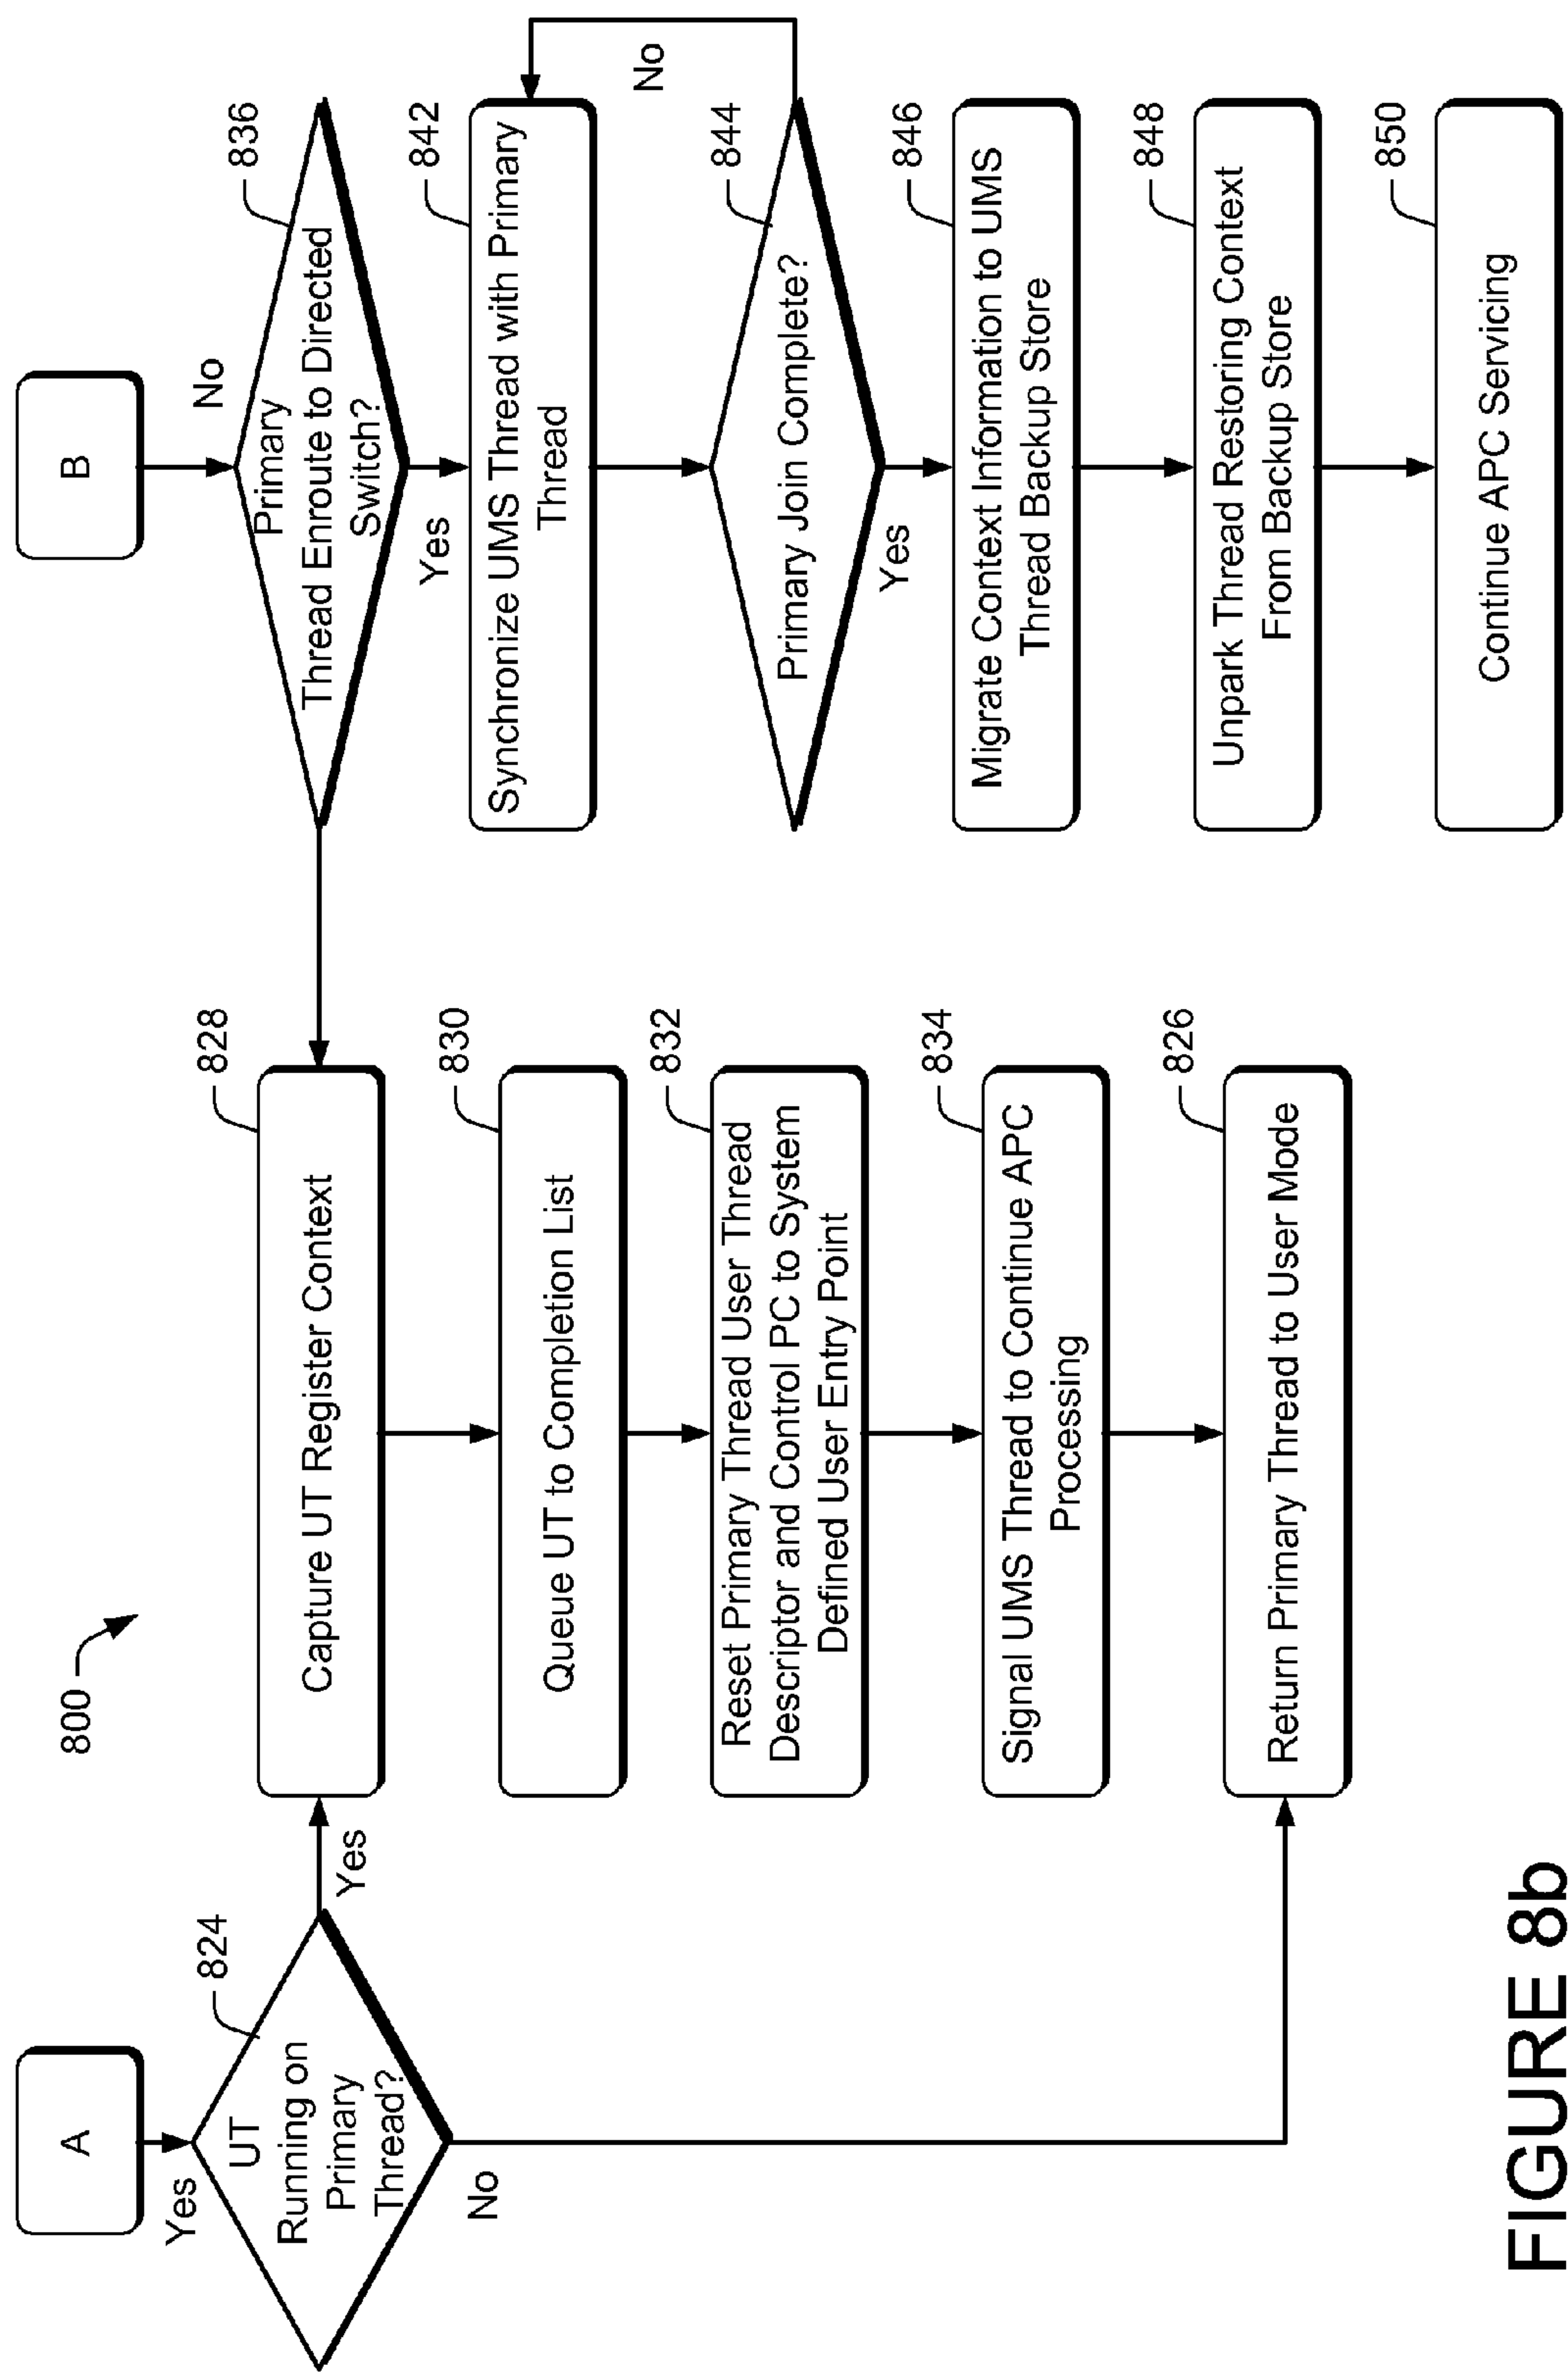 800
A
Yes
UT
Running on
Primary
Thread?
824
Yes
No
Capture UT Register Context
828
Queue UT to Completion List
830
Reset Primary Thread User Thread
Descriptor and Control PC to System
Defined User Entry Point
832
Signal UMS Thread to Continue APC
Processing
834
Return Primary Thread to User Mode
826
B
No
Primary
Thread Enroute to Directed
Switch?
836
Yes
Synchronize UMS Thread with Primary
Thread
842
Primary Join Complete?
844
No
Yes
Migrate Context Information to UMS
Thread Backup Store
846
Unpark Thread Restoring Context
From Backup Store
848
Continue APC Servicing
850
FIGURE 8b